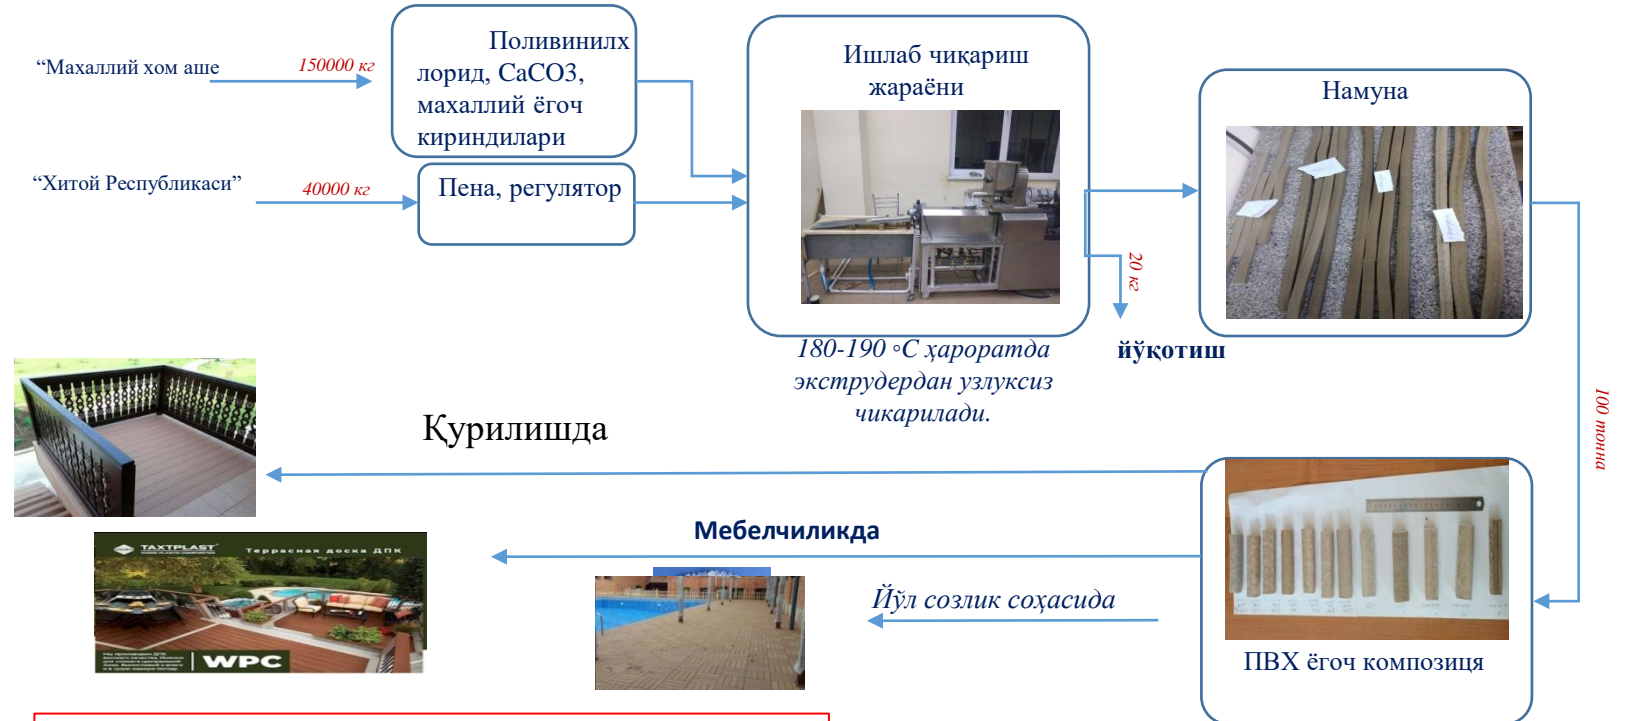 “Махаллий хом аше
150000 кг
Поливинилх
лорид, СаСО3,
махаллий ёгоч
кириндилари
“Хитой Республикаси”
40000 кг
Пена, регулятор
Ишлаб чиқариш
жараёни
180-190 °С ҳароратда
экструдердан узлуксиз
чикарилади.
20 кг
йўқотиш
Намуна
100 тонна
Қурилишда
Мебелчиликда
Йўл созлик соҳасида
ПВХ ёгоч композиця
TAXTPLAST
Террасная доска ДПК
WPC